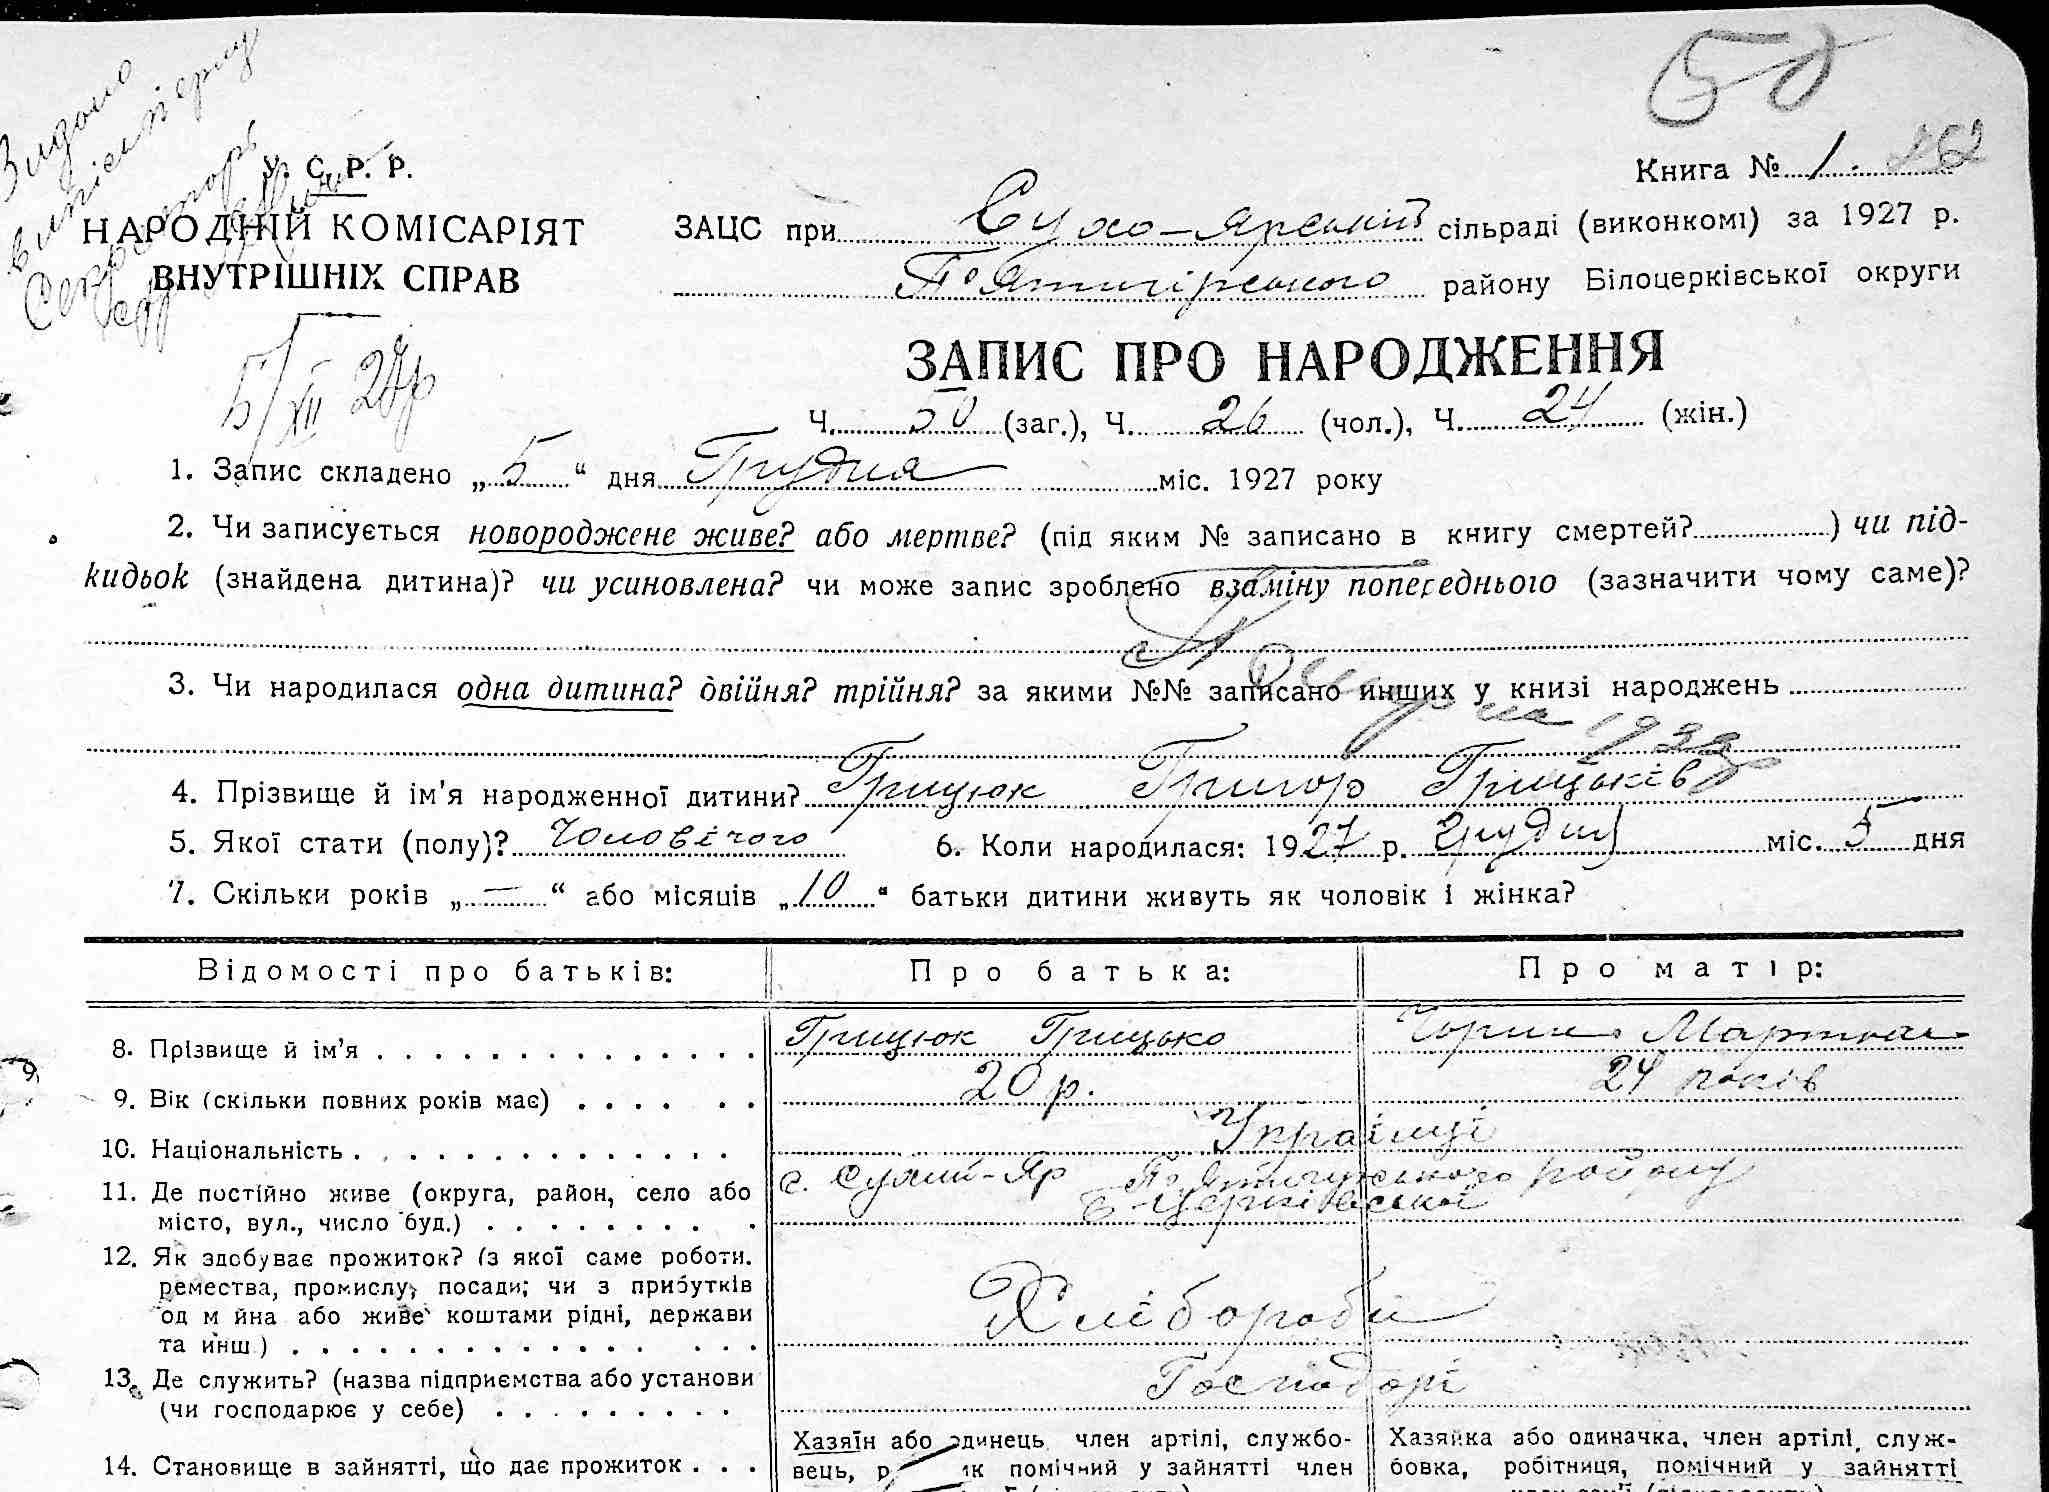 50
Видано
виписку
Секретарь
У. С. Р. Р.
НАРОДНІЙ КОМІСАРІЯТ
ВНУТРІШНІХ СПРАВ
5/XII 27р
Книга № 1. 262
ЗАЦС при Сухо-Ярській сільраді (виконкомі) за 1927 р.
П'ятигірського району Білоцерківської округи
ЗАПИС ПРО НАРОДЖЕННЯ
Ч. 50 (заг.), Ч. 26 (чол.), Ч. 24 (жін.)
1. Запис складено „ 5 “ дня Грудня міс. 1927 року
2. Чи записується новороджене живе? або мертве? (під яким № записано в книгу смертей? ) чи під-
кидьок (знайдена дитина)? чи усиновлена? чи може запис зроблено взаміну попереднього (зазначити чому саме)?
3. Чи народилася одна дитина? двійня? трійня? за якими №№ записано инших у книзі народжень
4. Прізвище й ім’я народженної дитини? Грицюк Григор Грицьків
5. Якої стати (полу)? Чоловічого 6. Коли народилася: 1927 р. грудня міс. 5 дня
7. Скільки років „ — “ або місяців „ 10 “ батьки дитини живуть як чоловік і жінка?
Відомості про батьків: Про батька: Про матір:
8. Прізвище й ім’я Грицюк Грицько Чорна
9. Вік (скільки повних років має) 20 р. 24 років
10. Національність Українці
11. Де постійно живе (округа, район, село або с. Сухий-Яр П'ятигірського району
місто, вул., число буд.) Б-Церківської
12. Як здобуває прожиток? (з якої саме роботи.
ремества, промислу, посади; чи з прибутків
од м йна або живе коштами рідні, держави Хлібороби
та инш.)
13. Де служить? (назва підприємства або установи Господарі
(чи господарює у себе)
14. Становище в зайнятті, що дає прожиток Хазяїн або одинець член артілі, службо- Хазяйка або одиначка, член артілі, служ-
вець, помічний у зайнятті член бовка, робітниця, помічний у зайнятті